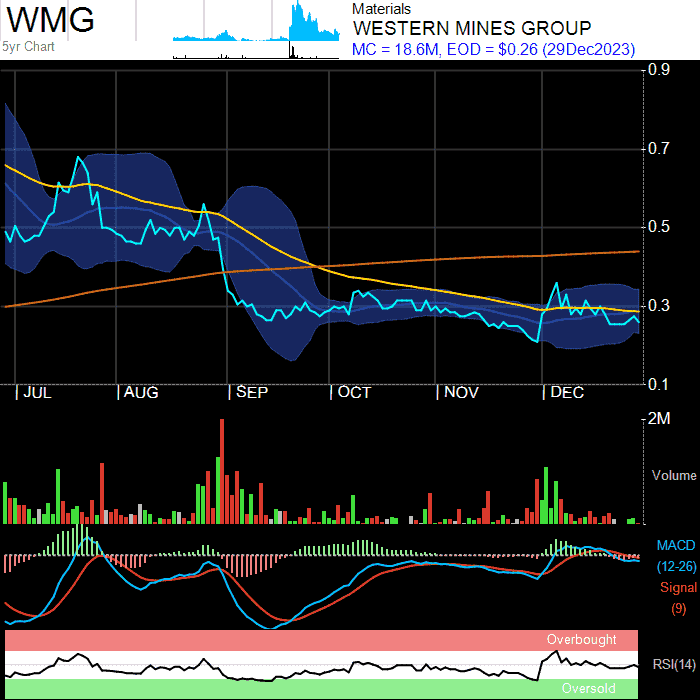 WMG
5yr Chart
Materials
WESTERN MINES GROUP
MC = 18.6M, EOD = $0.26 (29Dec2023)
0.9
0.7
0.5
0.3
0.1
JUL AUG SEP OCT NOV DEC
2M
Volume
MACD
(12-26)
Signal
(9)
Overbought
RSI(14)
Oversold